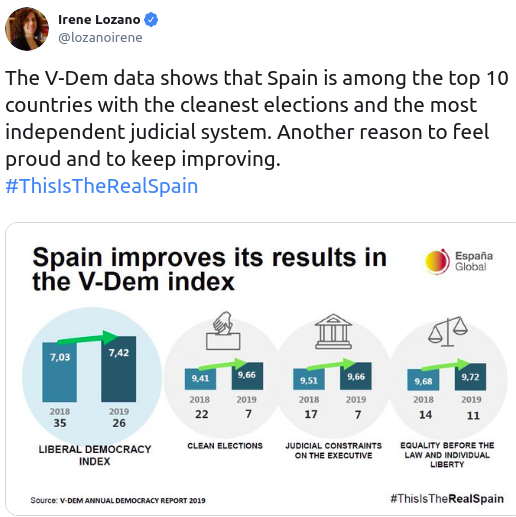 Irene Lozano
@lozanoirene
The V-Dem data shows that Spain is among the top 10
countries with the cleanest elections and the most
independent judicial system. Another reason to feel
proud and to keep improving.
#ThisIsTheRealSpain
Spain improves its results in
the V-Dem index
España
Global
7,03 7,42
2018 2019
35 26
LIBERAL DEMOCRACY
INDEX
9,41 9,66
2018 2019
22 7
CLEAN ELECTIONS
9,51 9,66
2018 2019
17 7
JUDICIAL CONSTRAINTS
ON THE EXECUTIVE
9,68 9,72
2018 2019
14 11
EQUALITY BEFORE THE
LAW AND INDIVIDUAL
LIBERTY
Source: V-DEM ANNUAL DEMOCRACY REPORT 2019
#ThisIsTheRealSpain